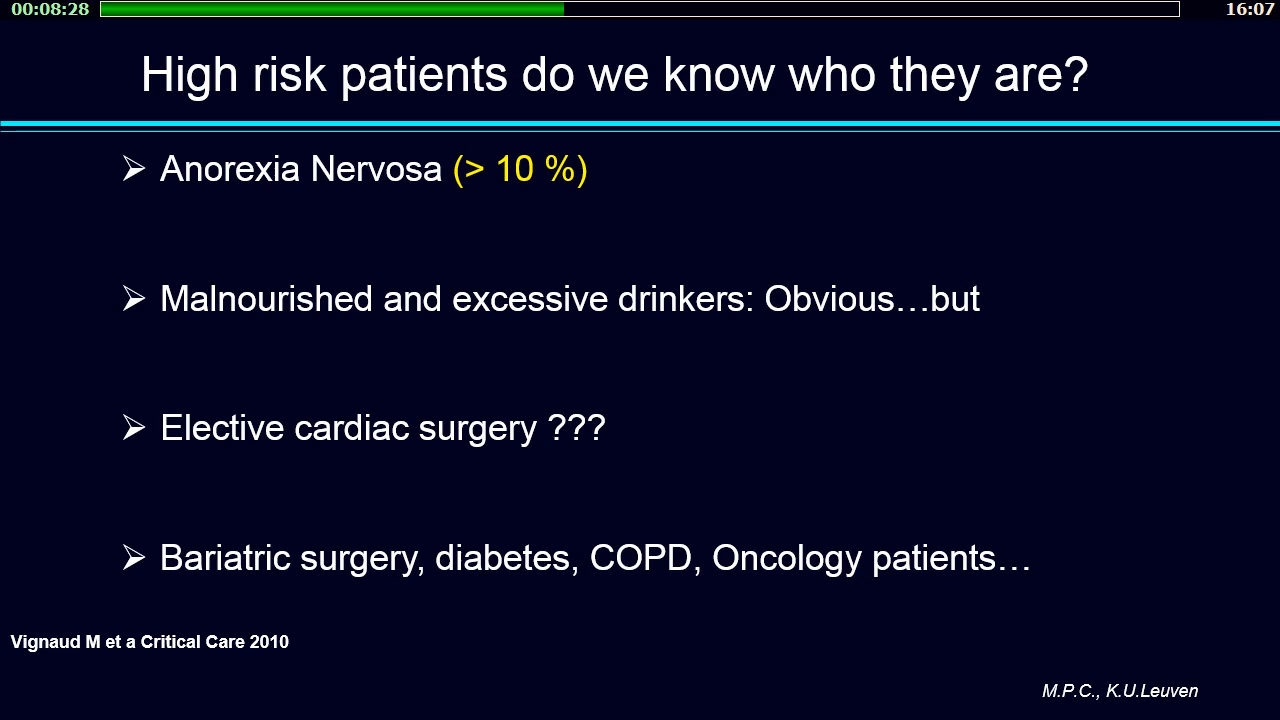 00:08:28 16:07
High risk patients do we know who they are?
➢ Anorexia Nervosa (> 10 %)
➢ Malnourished and excessive drinkers: Obvious…but
➢ Elective cardiac surgery ???
➢ Bariatric surgery, diabetes, COPD, Oncology patients…
Vignaud M et a Critical Care 2010
M.P.C., K.U.Leuven